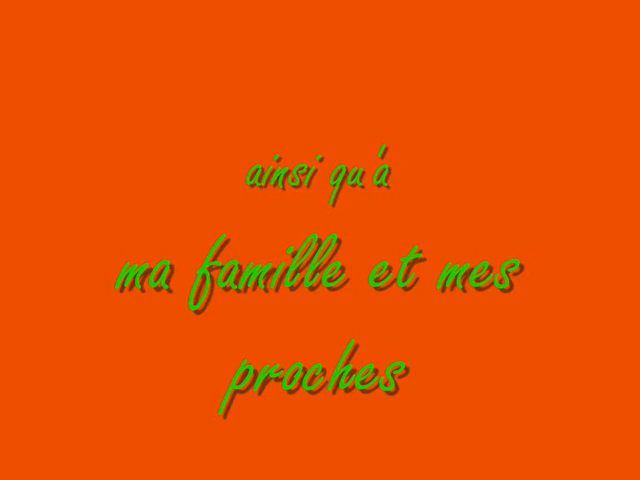 ainsi qu'à
ma famille et mes
proches